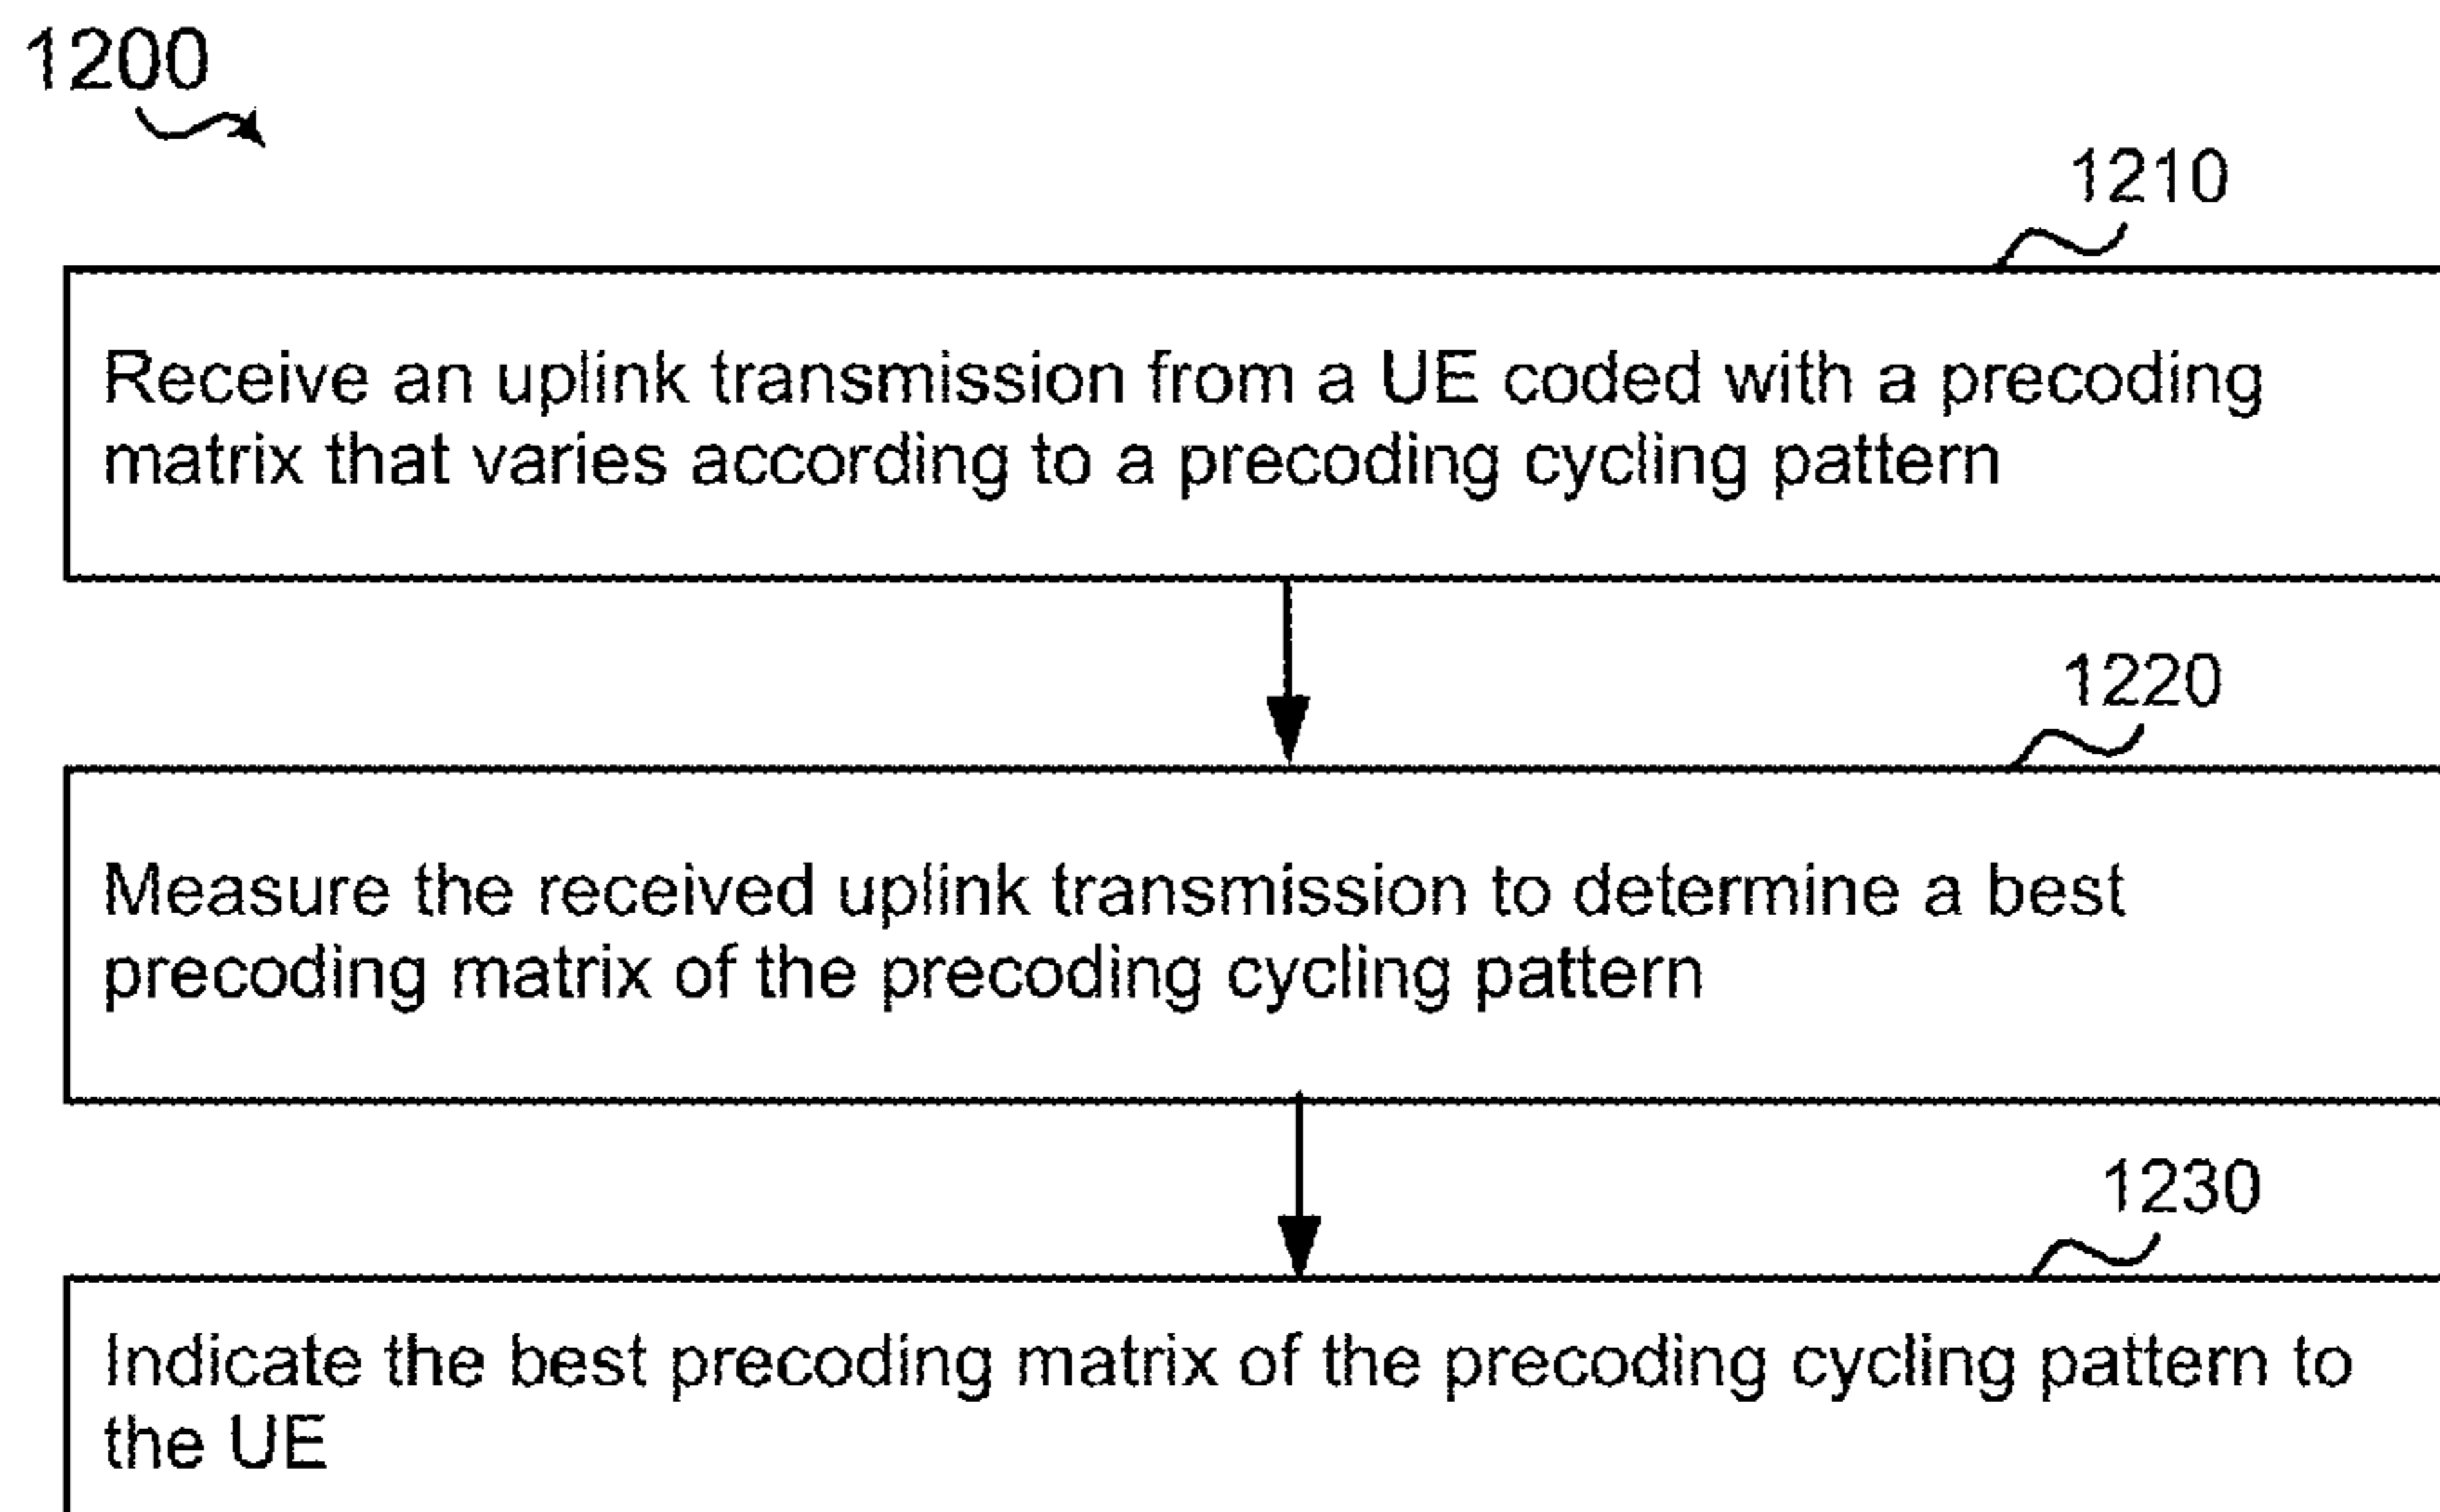 1200
1210
Receive an uplink transmission from a UE coded with a precoding
matrix that varies according to a precoding cycling pattern
1220
Measure the received uplink transmission to determine a best
precoding matrix of the precoding cycling pattern
1230
Indicate the best precoding matrix of the precoding cycling pattern to
the UE